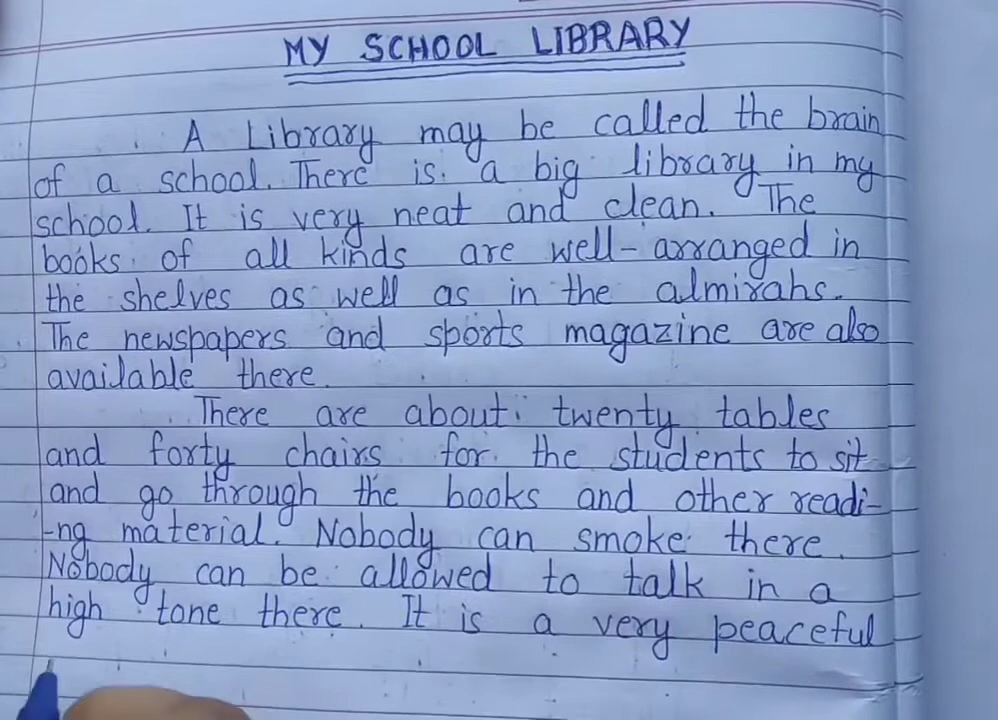 MY SCHOOL LIBRARY
A Library may be called the brain
of a school. There is a big library in my
school. It is very neat and clean. The
books of all kinds are well-arranged in
the shelves as well as in the almirahs.
The newspapers and sports magazine are also
available there.
There are about twenty tables
and forty chairs for the students to sit
and go through the books and other readi-
-ng material. Nobody can smoke there.
Nobody can be allowed to talk in a
high tone there. It is a very peaceful